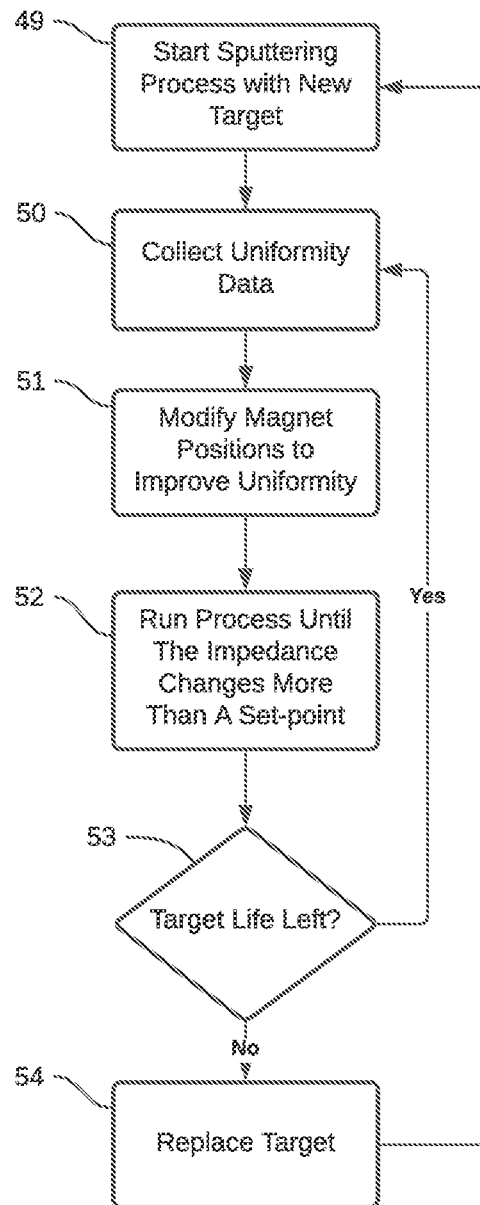 49
Start Sputtering
Process with New
Target
50
Collect Uniformity
Data
51
Modify Magnet
Positions to
Improve Uniformity
52
Run Process Until
The Impedance
Changes More
Than A Set-point
Yes
53
Target Life Left?
No
54
Replace Target